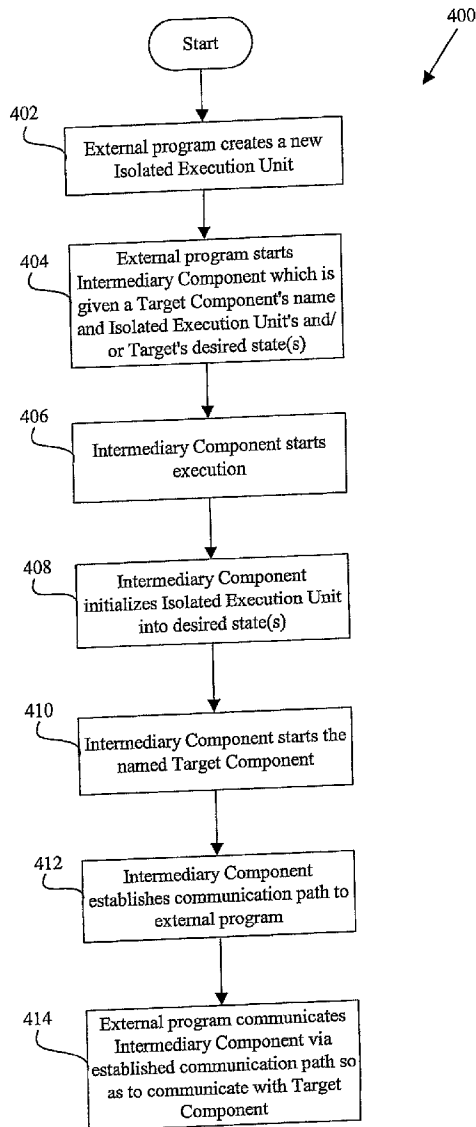 400
Start
402
External program creates a new
Isolated Execution Unit
404
External program starts
Intermediary Component which is
given a Target Component's name
and Isolated Execution Unit's and/
or Target's desired state(s)
406
Intermediary Component starts
execution
408
Intermediary Component
initializes Isolated Execution Unit
into desired state(s)
410
Intermediary Component starts the
named Target Component
412
Intermediary Component
establishes communication path to
external program
414
External program communicates
Intermediary Component via
established communication path so
as to communicate with Target
Component